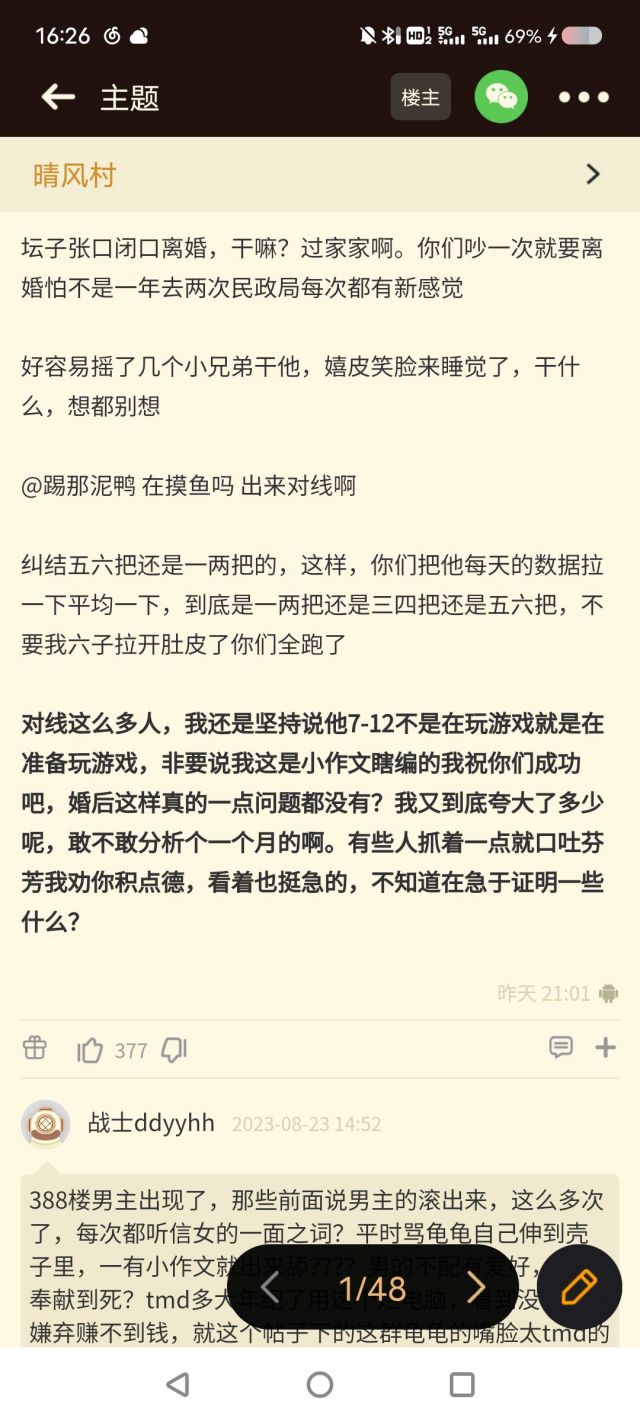 16:26
HD 1 2 5G 5G 69%
主题
楼主
晴风村
坛子张口闭口离婚，干嘛？过家家啊。你们吵一次就要离
婚怕不是一年去两次民政局每次都有新感觉
好容易摇了几个小兄弟干他，嬉皮笑脸来睡觉了，干什
么，想都别想
@踢那泥鸭 在摸鱼吗 出来对线啊
纠结五六把还是一两把的，这样，你们把他每天的数据拉
一下平均一下，到底是一两把还是三四把还是五六把，不
要我六子拉开肚皮了你们全跑了
对线这么多人，我还是坚持说他7-12不是在玩游戏就是在
准备玩游戏，非要说我这是小作文瞎编的我祝你们成功
吧，婚后这样真的一点问题都没有？我又到底夸大了多少
呢，敢不敢分析个一个月的啊。有些人抓着一点就口吐芬
芳我劝你积点德，看着也挺急的，不知道在急于证明一些
什么？
昨天 21:01
377
战士ddyyhh 2023-08-23 14:52
388楼男主出现了，那些前面说男主的滚出来，这么多次
了，每次都听信女的一面之词？平时骂龟龟自己伸到壳
子里，一有小作文就出来舔????男的不配有爱好，
奉献到死？tmd多大年纪了用这个还电脑，看到没
嫌弃赚不到钱，就这个帖子下的这群龟龟的嘴脸太tmd的
1/48